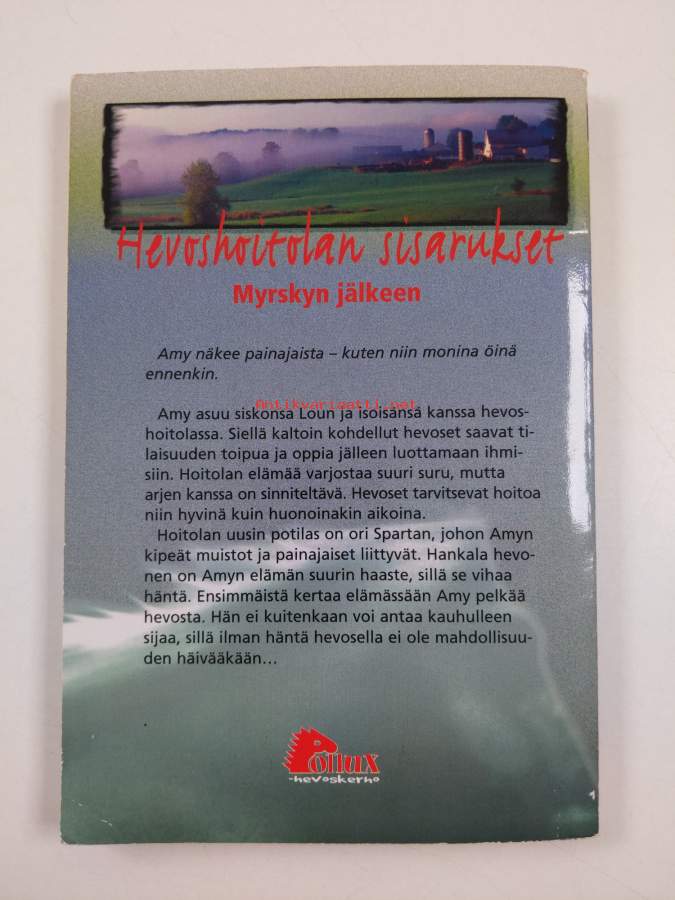 Hevoshoitolan sisarukset
Myrskyn jälkeen
Amy näkee painajaista – kuten niin monina öinä
ennenkin.
Antikvariaatti.net
Amy asuu siskonsa Loun ja isoisänsä kanssa hevos-
hoitolassa. Siellä kaltoin kohdellut hevoset saavat ti-
laisuuden toipua ja oppia jälleen luottamaan ihmi-
siin. Hoitolan elämää varjostaa suuri suru, mutta
arjen kanssa on sinniteltävä. Hevoset tarvitsevat hoitoa
niin hyvinä kuin huonoinakin aikoina.
Hoitolan uusin potilas on ori Spartan, johon Amyn
kipeät muistot ja painajaiset liittyvät. Hankala hevo-
nen on Amyn elämän suurin haaste, sillä se vihaa
häntä. Ensimmäistä kertaa elämässään Amy pelkää
hevosta. Hän ei kuitenkaan voi antaa kauhulleen
sijaa, sillä ilman häntä hevosella ei ole mahdollisuu-
den häivääkään…
Pollux
-hevoskerho